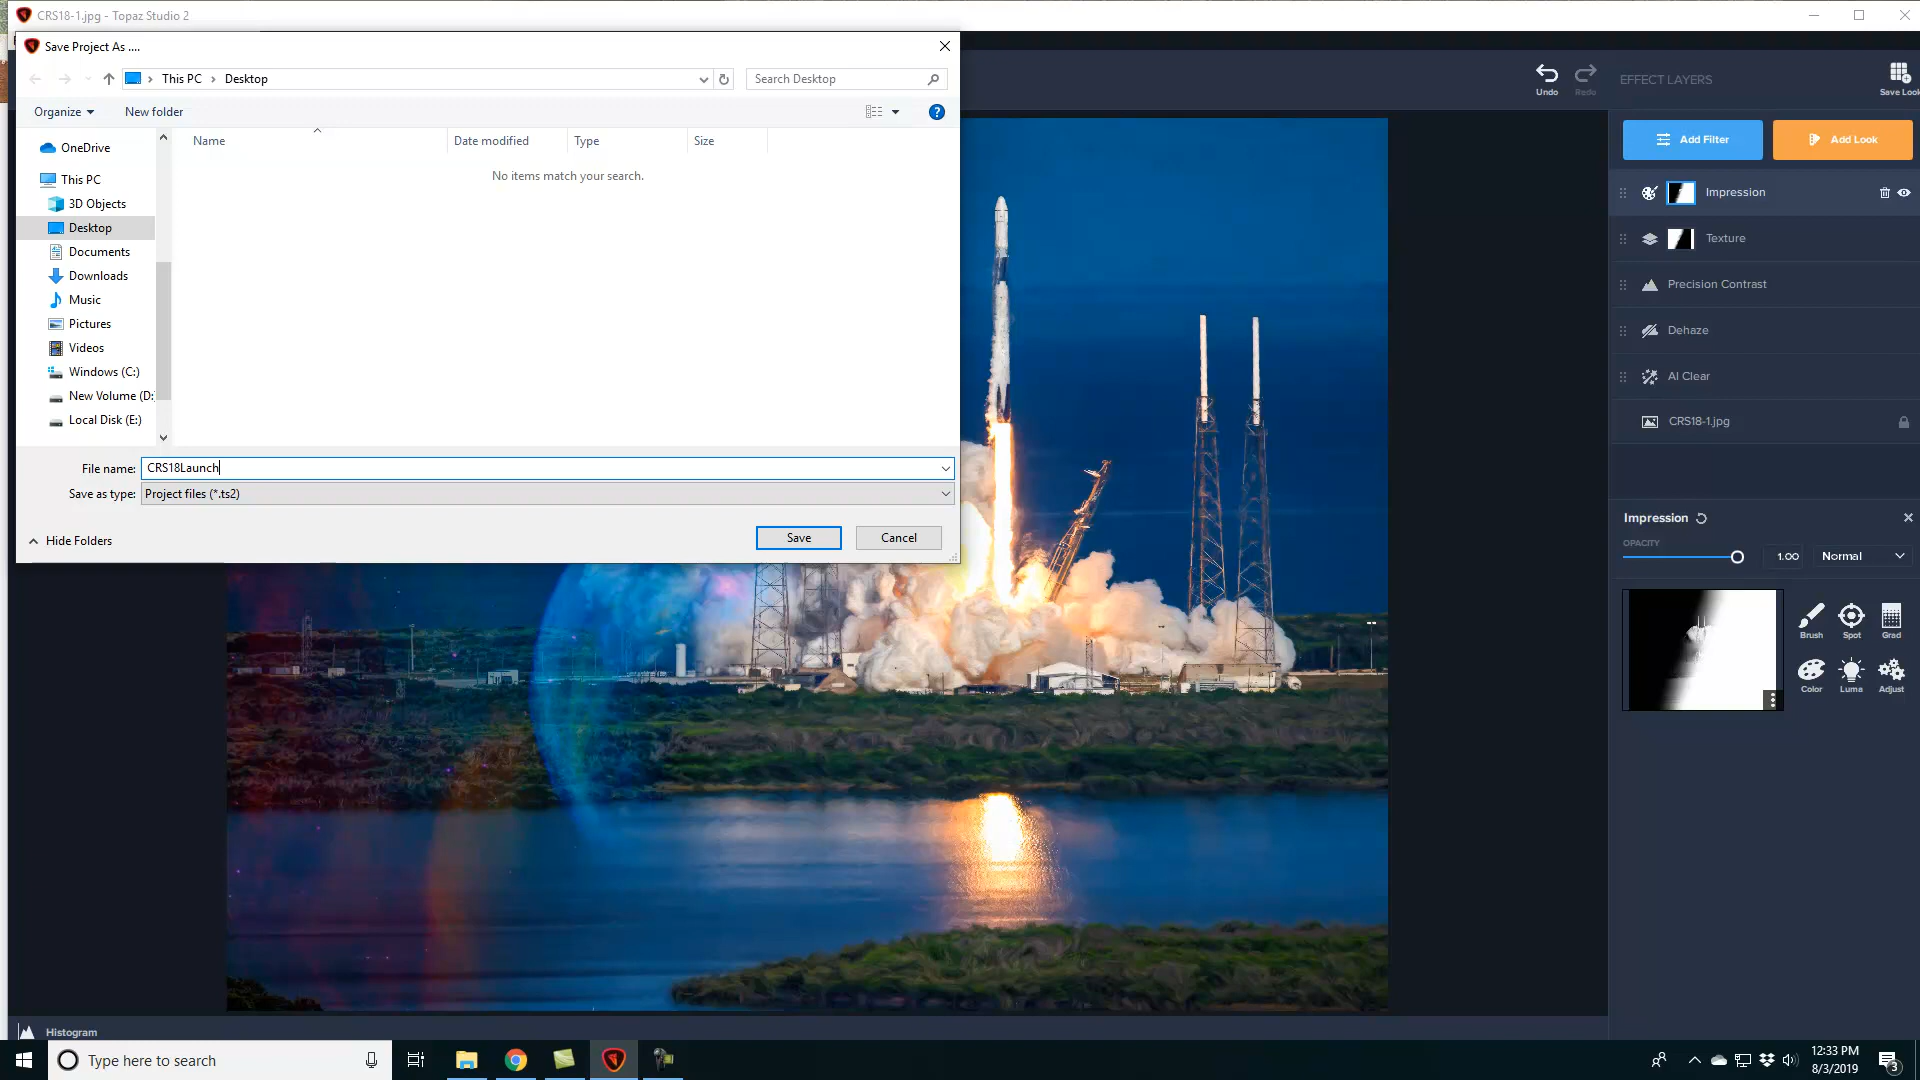 CRS18-1.jpg - Topaz Studio 2
Save Project As ....
This PC
Desktop
Search Desktop
Organize
New folder
Name
Date modified
Type
Size
No items match your search.
OneDrive
This PC
3D Objects
Desktop
Documents
Downloads
Music
Pictures
Videos
Windows (C:)
New Volume (D:
Local Disk (E:)
File name: CRS18Launch
Save as type: Project files (*.ts2)
Hide Folders
Save
Cancel
Undo
Redo
EFFECT LAYERS
Save Look
Add Filter
Add Look
Impression
Texture
Precision Contrast
Dehaze
AI Clear
CRS18-1.jpg
Impression
OPACITY
1.00
Normal
Brush
Spot
Grad
Color
Luma
Adjust
Histogram
Type here to search
12:33 PM
8/3/2019
3